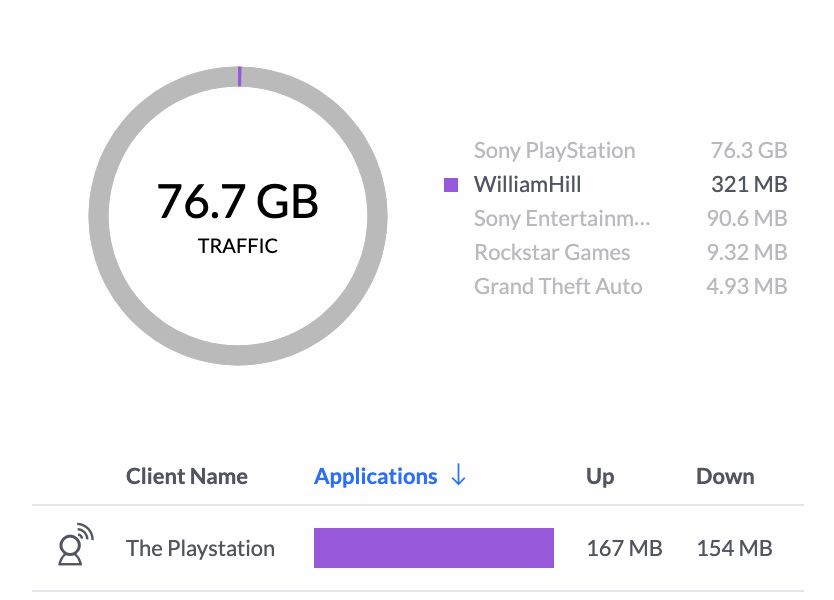 76.7 GB
TRAFFIC
Sony PlayStation 76.3 GB
WilliamHill 321 MB
Sony Entertainm... 90.6 MB
Rockstar Games 9.32 MB
Grand Theft Auto 4.93 MB
Client Name Applications ↓ Up Down
The Playstation 167 MB 154 MB